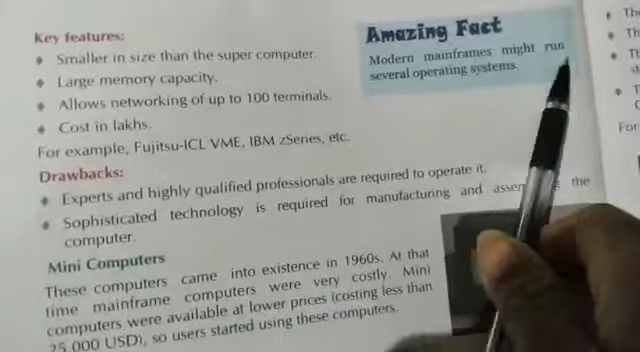 Key features:
Smaller in size than the super computer.
Large memory capacity.
Allows networking of up to 100 terminals.
Cost in lakhs.
For example, Fujitsu-ICL VME, IBM zSeries, etc.
Amazing Fact
Modern mainframes might run
several operating systems.
Drawbacks:
Experts and highly qualified professionals are required to operate it.
Sophisticated technology is required for manufacturing and the
computer.
Mini Computers
These computers came into existence in 1960s. At that
time mainframe computers were very costly. Mini
computers were available at lower prices (costing less than
25,000 USD), so users started using these computers.
For